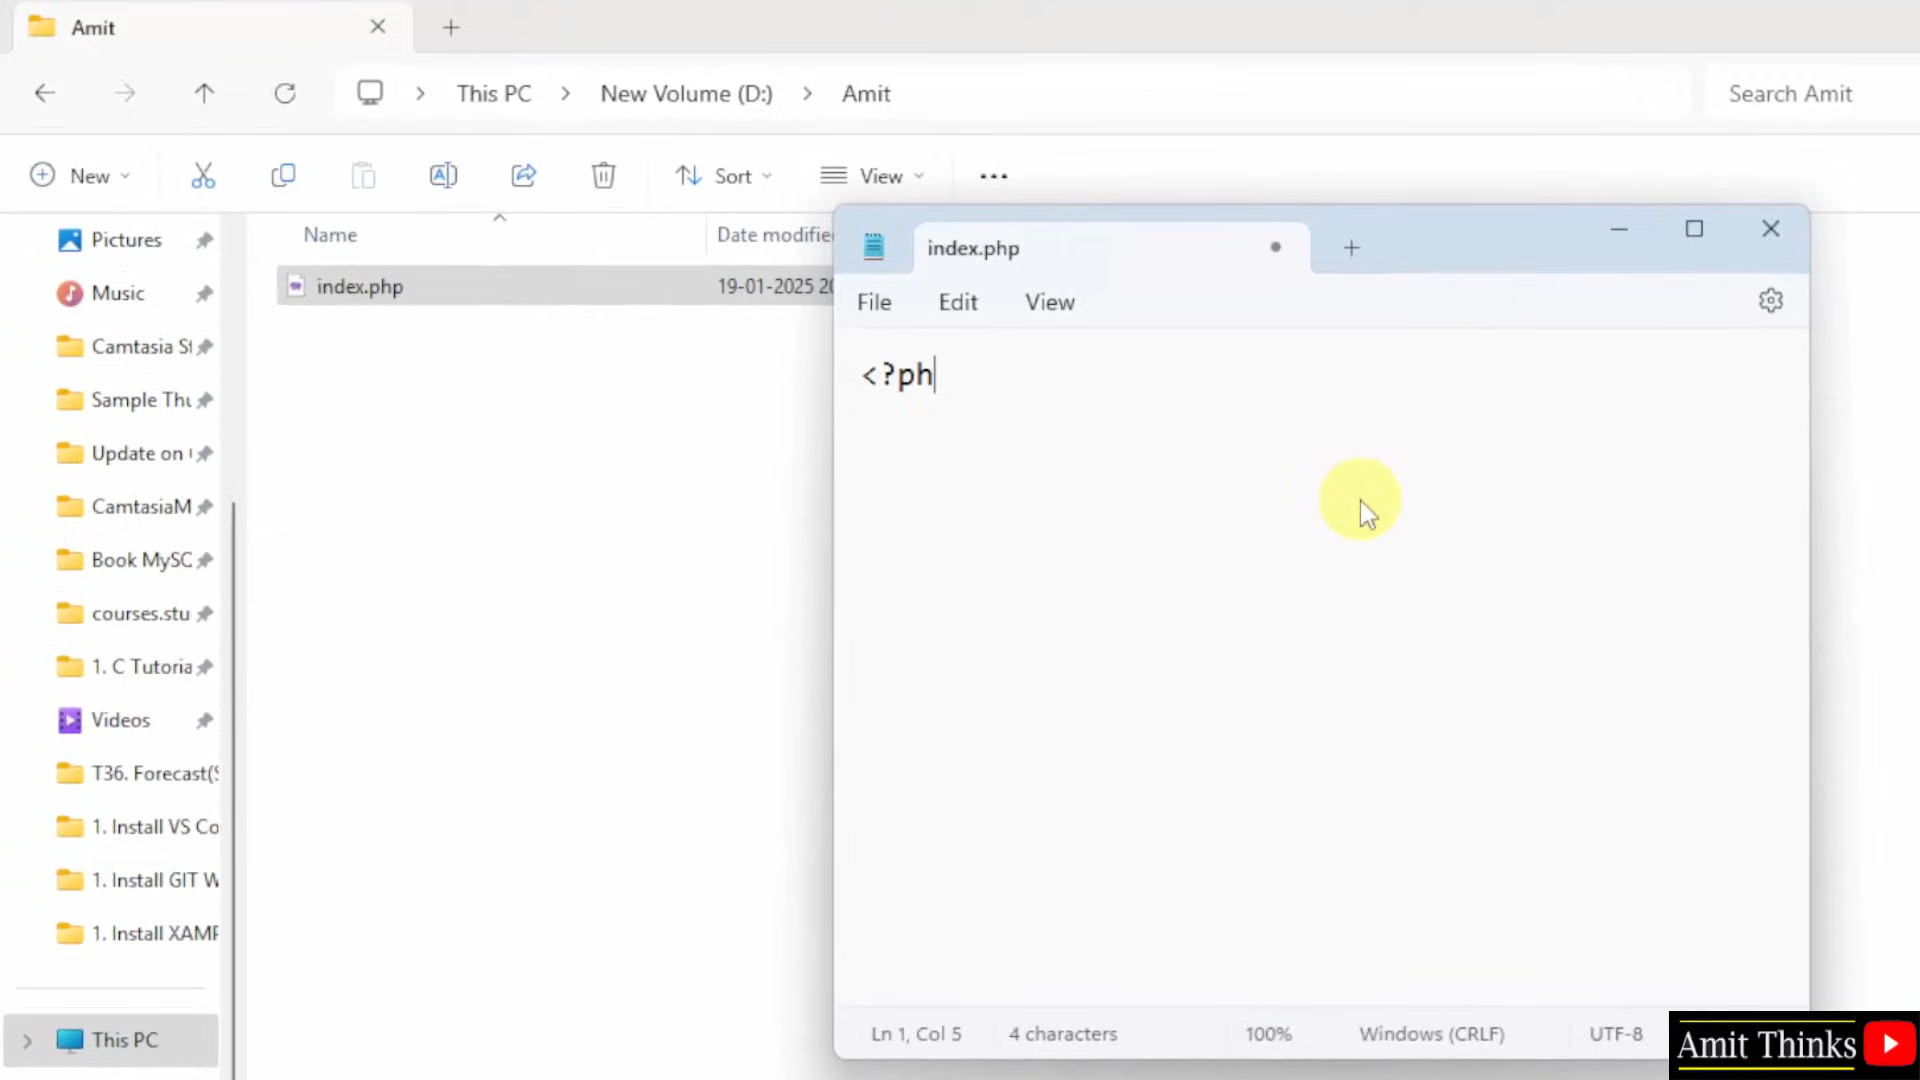 Amit
This PC
New Volume (D:)
Amit
Search Amit
New
Sort
View
Name
Date modifie
index.php
19-01-2025 20
Pictures
Music
Camtasia St
Sample Thu
Update on
CamtasiaM
Book MySC
courses.stu
1. C Tutoria
Videos
T36. Forecast(S
1. Install VS Co
1. Install GIT W
1. Install XAMP
This PC
index.php
File
Edit
View
<?ph
Ln 1, Col 5
4 characters
100%
Windows (CRLF)
UTF-8
Amit Thinks